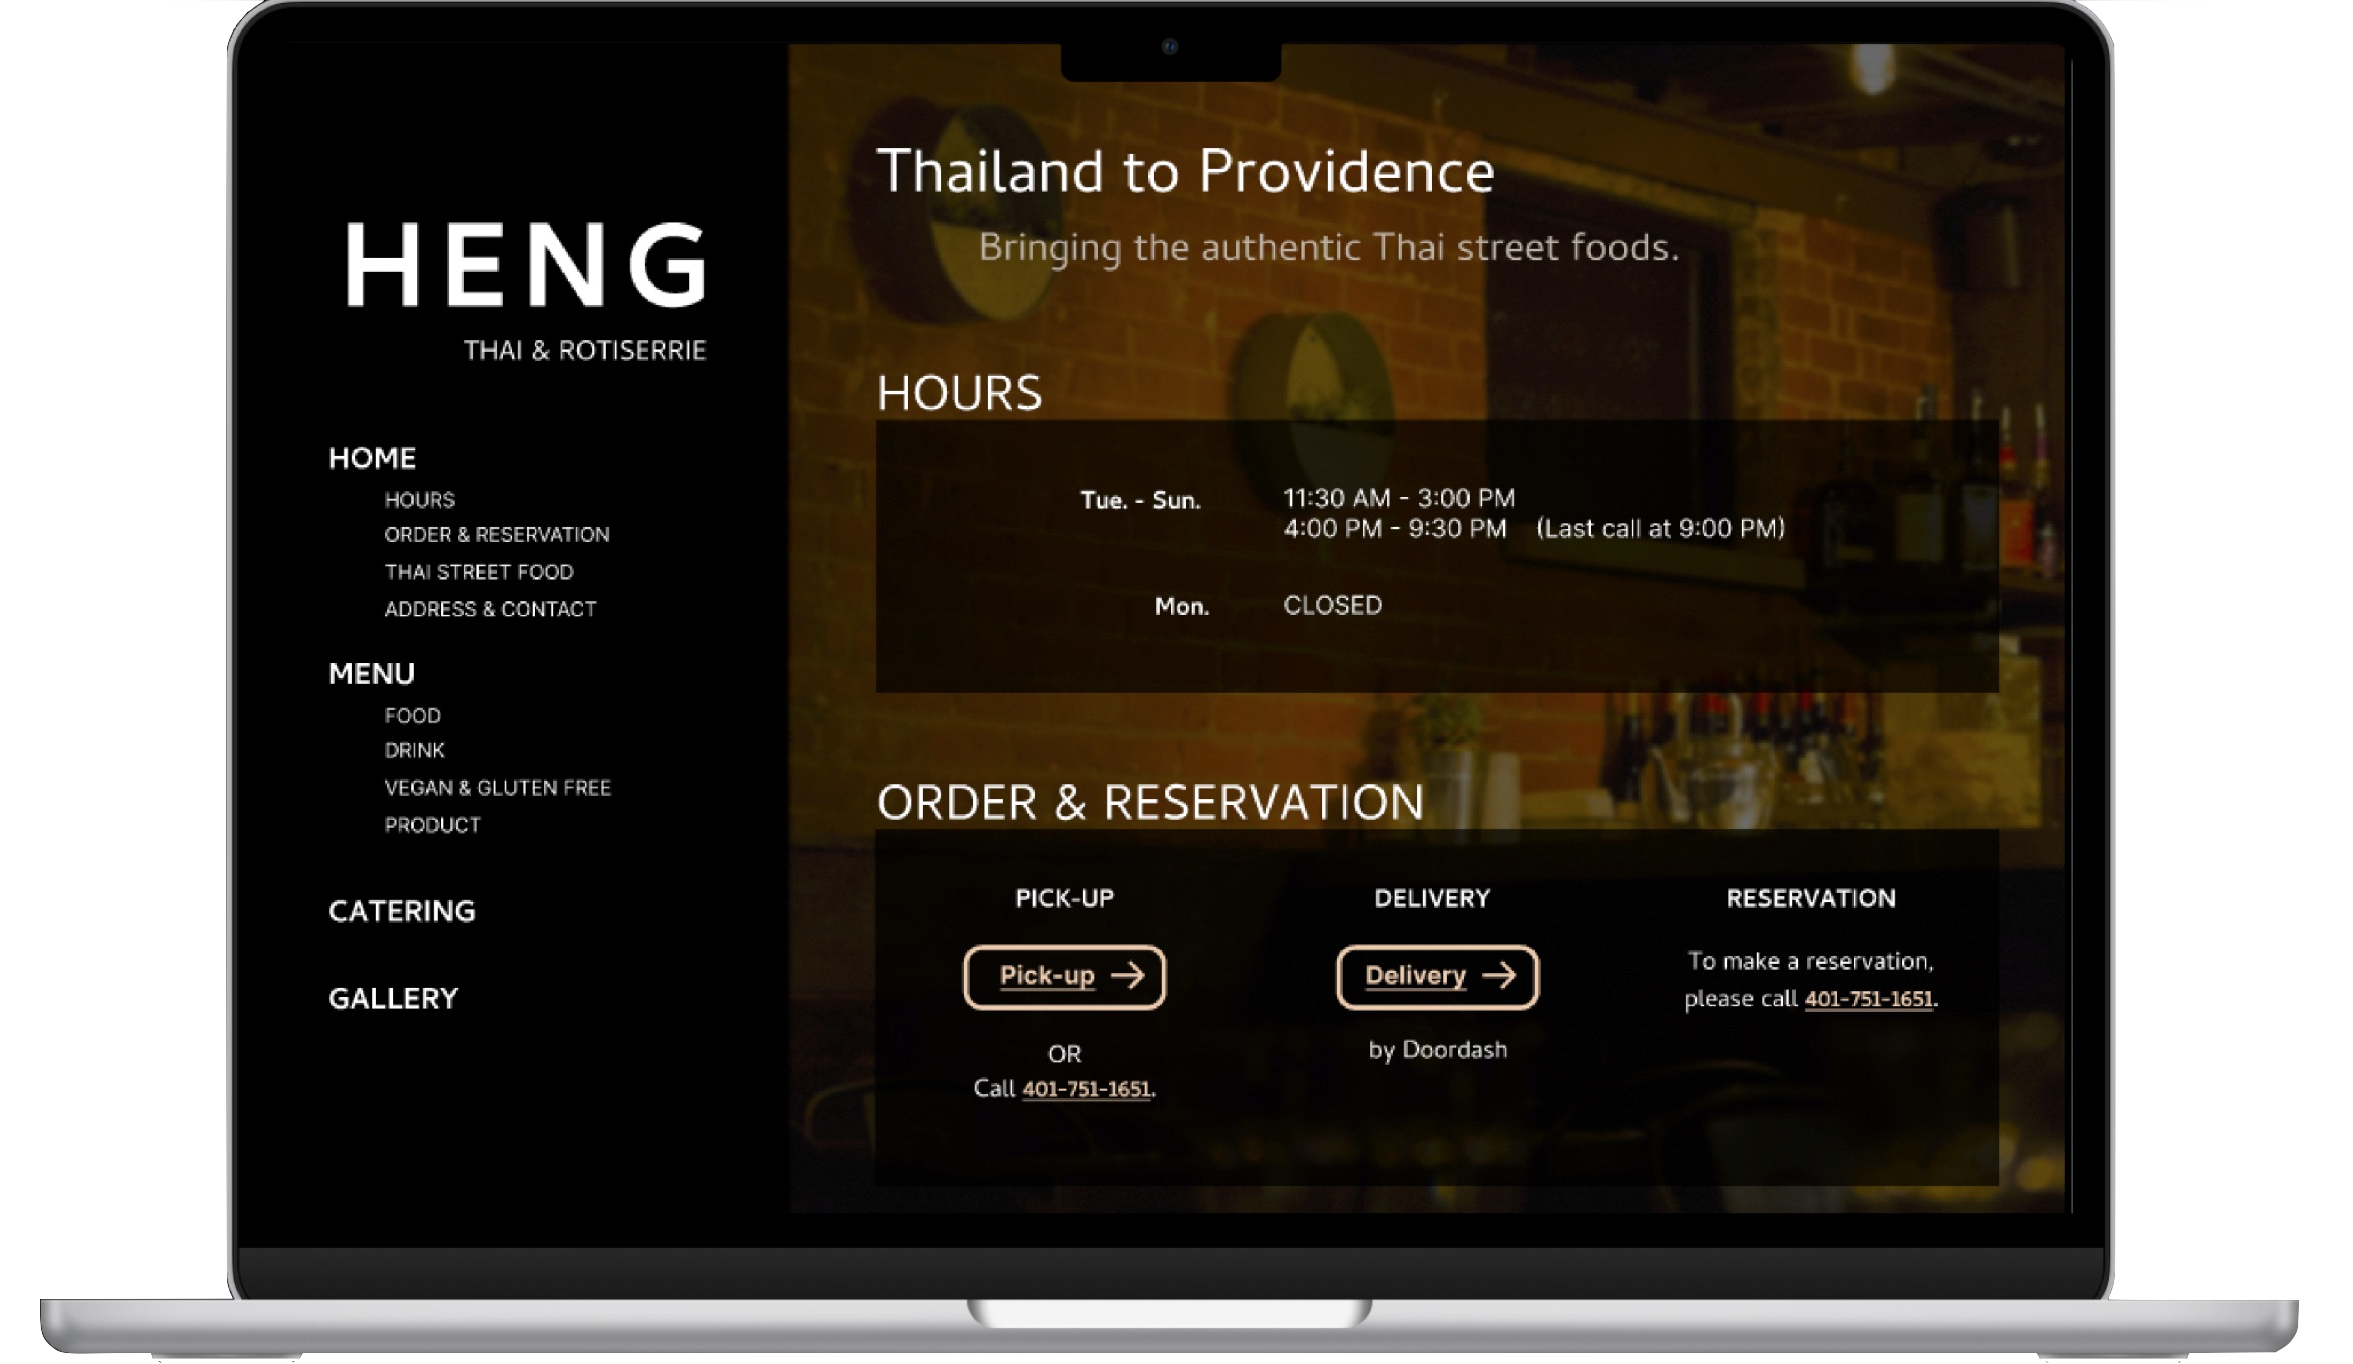 HENG
THAI & ROTISERRIE
HOME
HOURS
ORDER & RESERVATION
THAI STREET FOOD
ADDRESS & CONTACT
MENU
FOOD
DRINK
VEGAN & GLUTEN FREE
PRODUCT
CATERING
GALLERY
Thailand to Providence
Bringing the authentic Thai street foods.
HOURS
Tue. - Sun. 11:30 AM - 3:00 PM
4:00 PM - 9:30 PM (Last call at 9:00 PM)
Mon. CLOSED
ORDER & RESERVATION
PICK-UP
Pick-up →
OR
Call 401-751-1651.
DELIVERY
Delivery →
by Doordash
RESERVATION
To make a reservation,
please call 401-751-1651.